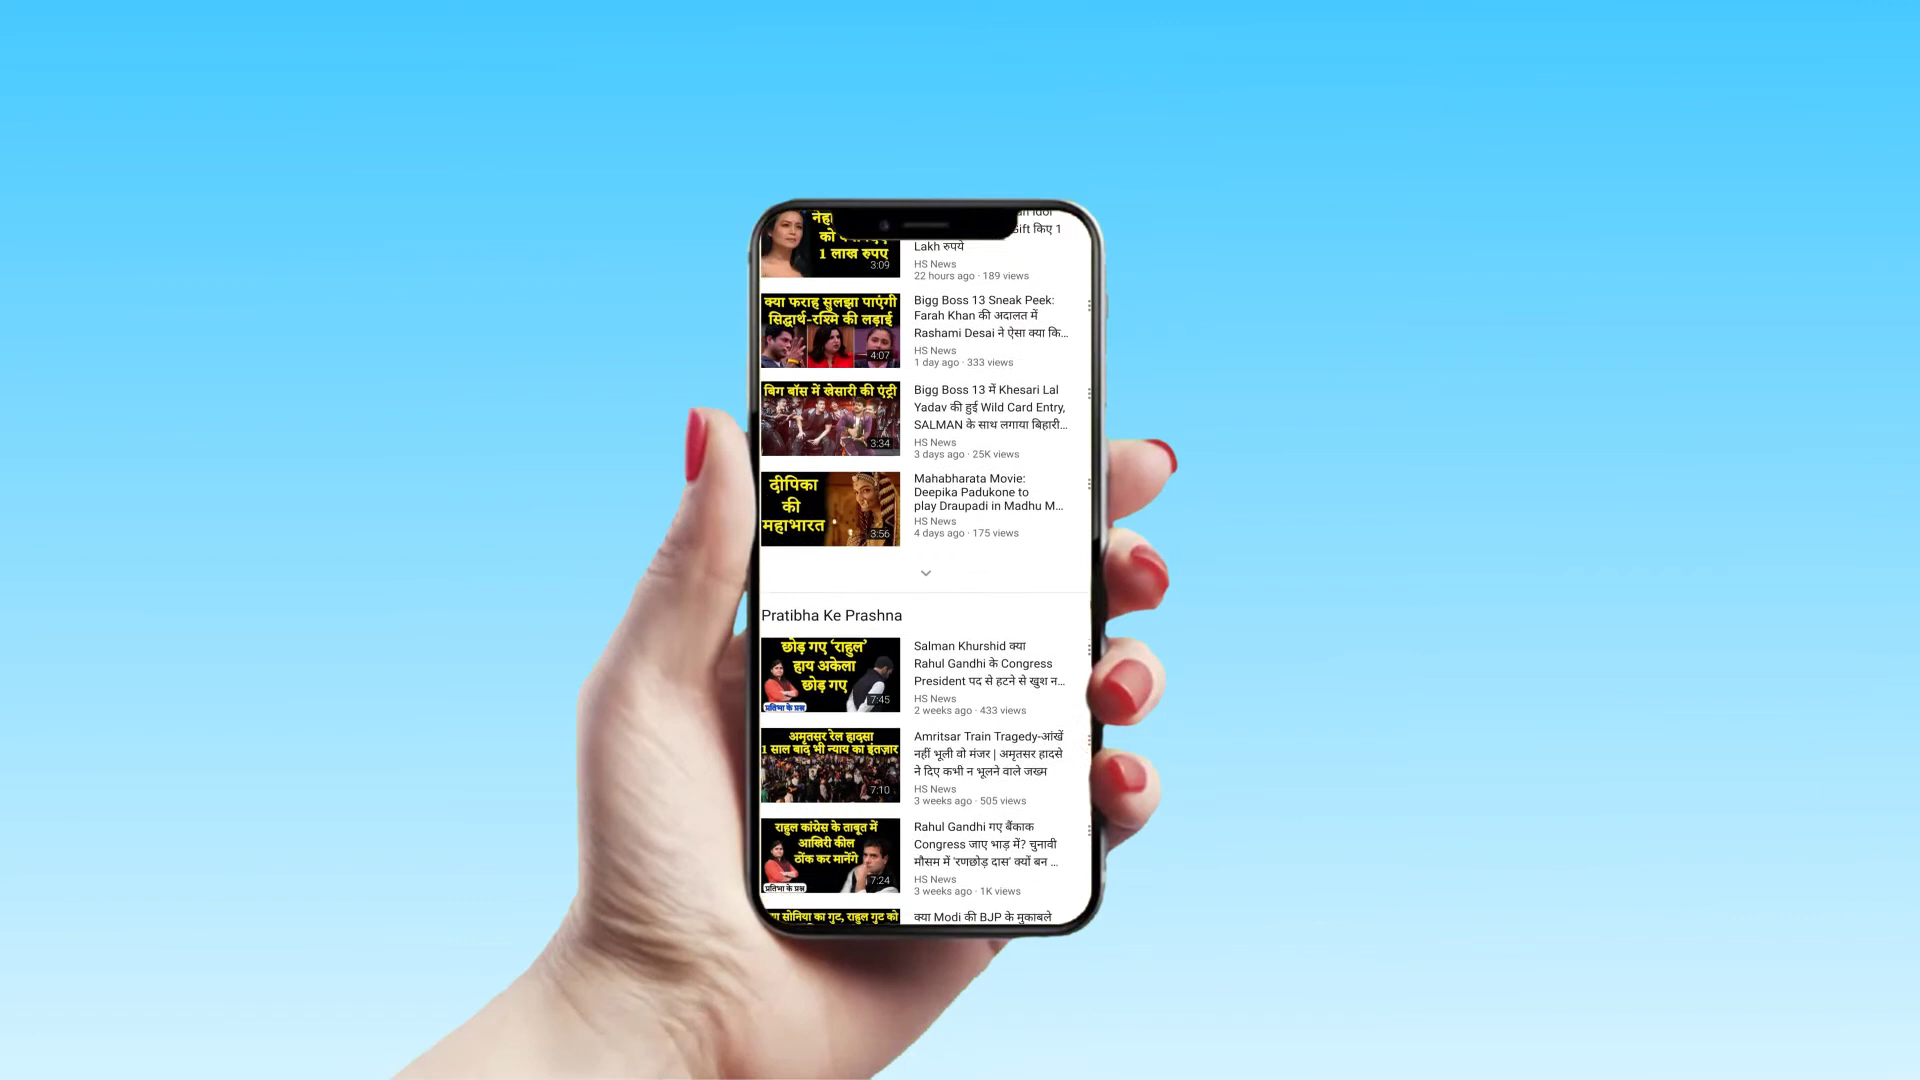 नेहा
को
1 लाख रुपए
3:09
Gift किए 1
Lakh रुपये
HS News
22 hours ago · 189 views
क्या फराह सुलझा पाएंगी
सिद्धार्थ-रश्मि की लड़ाई
4:07
Bigg Boss 13 Sneak Peek:
Farah Khan की अदालत में
Rashami Desai ने ऐसा क्या कि...
HS News
1 day ago · 333 views
बिग बॉस में खेसारी की एंट्री
3:34
Bigg Boss 13 में Khesari Lal
Yadav की हुई Wild Card Entry,
SALMAN के साथ लगाया बिहारी...
HS News
3 days ago · 25K views
दीपिका
की
महाभारत
3:56
Mahabharata Movie:
Deepika Padukone to
play Draupadi in Madhu M...
HS News
4 days ago · 175 views
Pratibha Ke Prashna
छोड़ गए ‘राहुल’
हाय अकेला
छोड़ गए
प्रतिभा के प्रश्न
7:45
Salman Khurshid क्या
Rahul Gandhi के Congress
President पद से हटने से खुश न...
HS News
2 weeks ago · 433 views
अमृतसर रेल हादसा
1 साल बाद भी न्याय का इंतज़ार
7:10
Amritsar Train Tragedy-आंखें
नहीं भूली वो मंजर | अमृतसर हादसे
ने दिए कभी न भूलने वाले जख्म
HS News
3 weeks ago · 505 views
राहुल कांग्रेस के ताबूत में
आखिरी कील
ठोंक कर मानेंगे
प्रतिभा के प्रश्न
7:24
Rahul Gandhi गए बैंकाक
Congress जाए भाड़ में? चुनावी
मौसम में 'रणछोड़ दास' क्यों बन ...
HS News
3 weeks ago · 1K views
सोनिया का गुट, राहुल गुट को
क्या Modi की BJP के मुकाबले